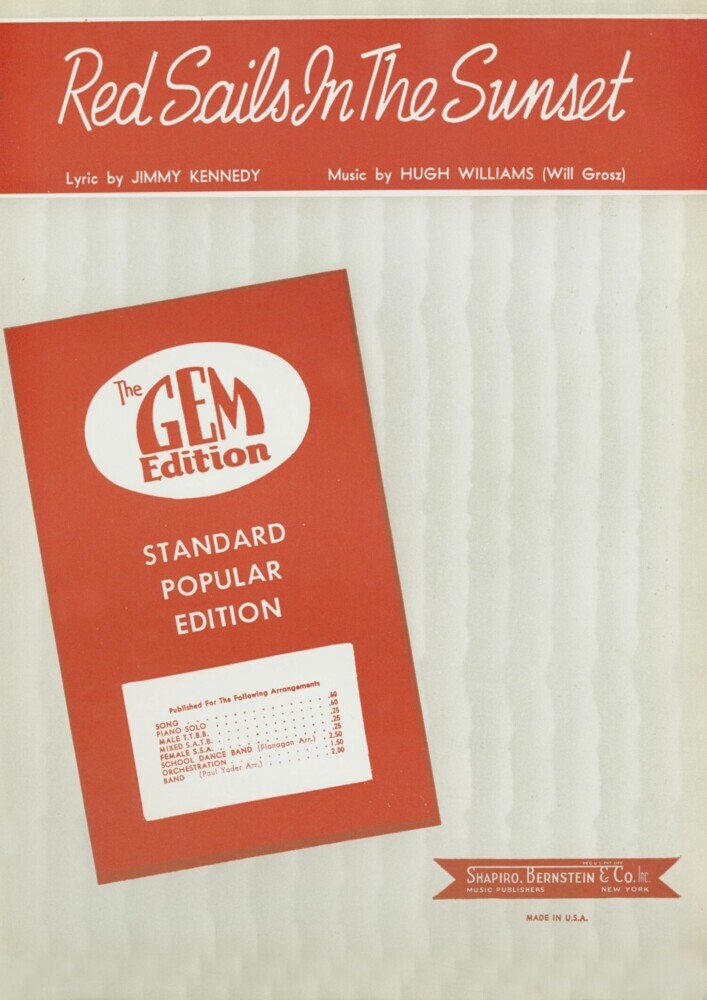 Red Sails In The Sunset
Lyric by JIMMY KENNEDY Music by HUGH WILLIAMS (Will Grosz)
The
GEM
Edition
STANDARD
POPULAR
EDITION
Published For The Following Arrangements
SONG . . . . . . . . . . . . .60
PIANO SOLO . . . . . . . . . .60
MALE T.T.B.B. . . . . . . . . .25
MIXED S.A.T.B. . . . . . . . . .25
FEMALE S.S.A. . . . . . . . . .25
SCHOOL DANCE BAND (Flanagan Arr.) . 2.50
ORCHESTRATION . . . . . . . . 1.50
BAND (Paul Yoder Arr.) . . . . . . 2.00
SHAPIRO, BERNSTEIN & CO. Inc.
MUSIC PUBLISHERS NEW YORK
MADE IN U.S.A.